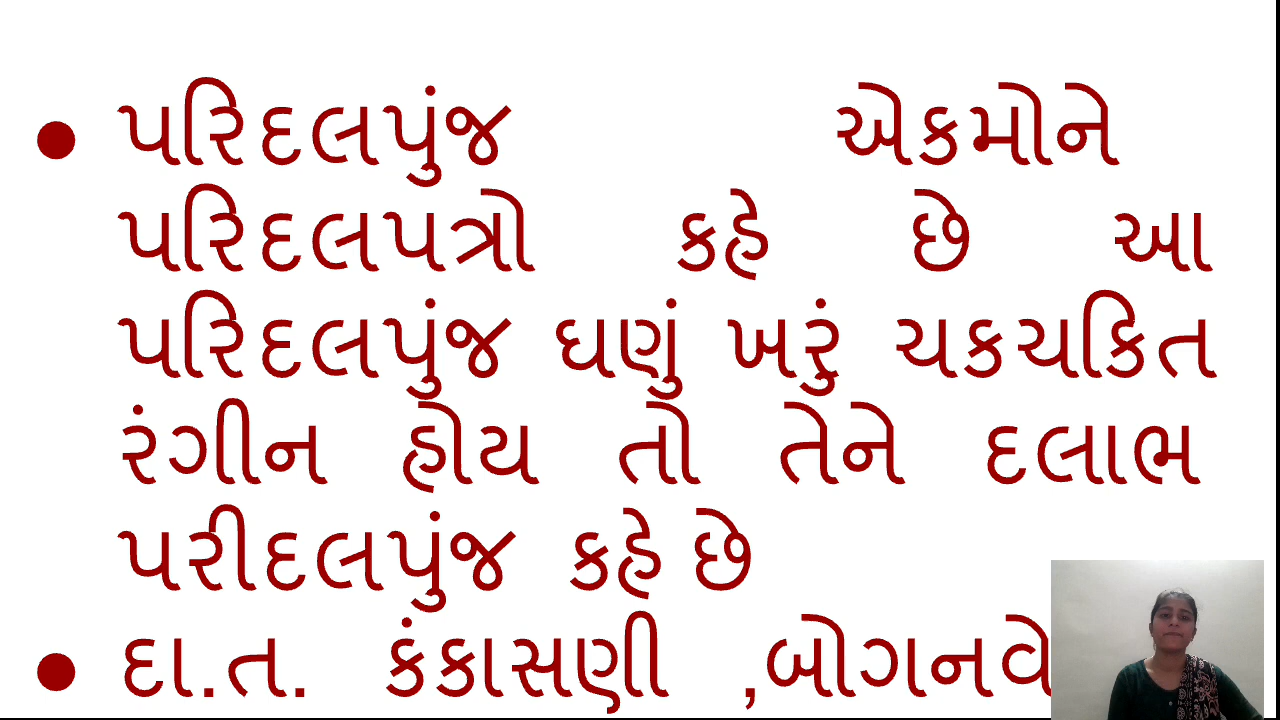 પરિદલપુંજ એકમોને
પરિદલપત્રો કહે છે આ
પરિદલપુંજ ઘણું ખરું ચકચકિત
રંગીન હોય તો તેને દલાભ
પરીદલપુંજ કહે છે
દા.ત. કંકાસણી ,બોગનવે